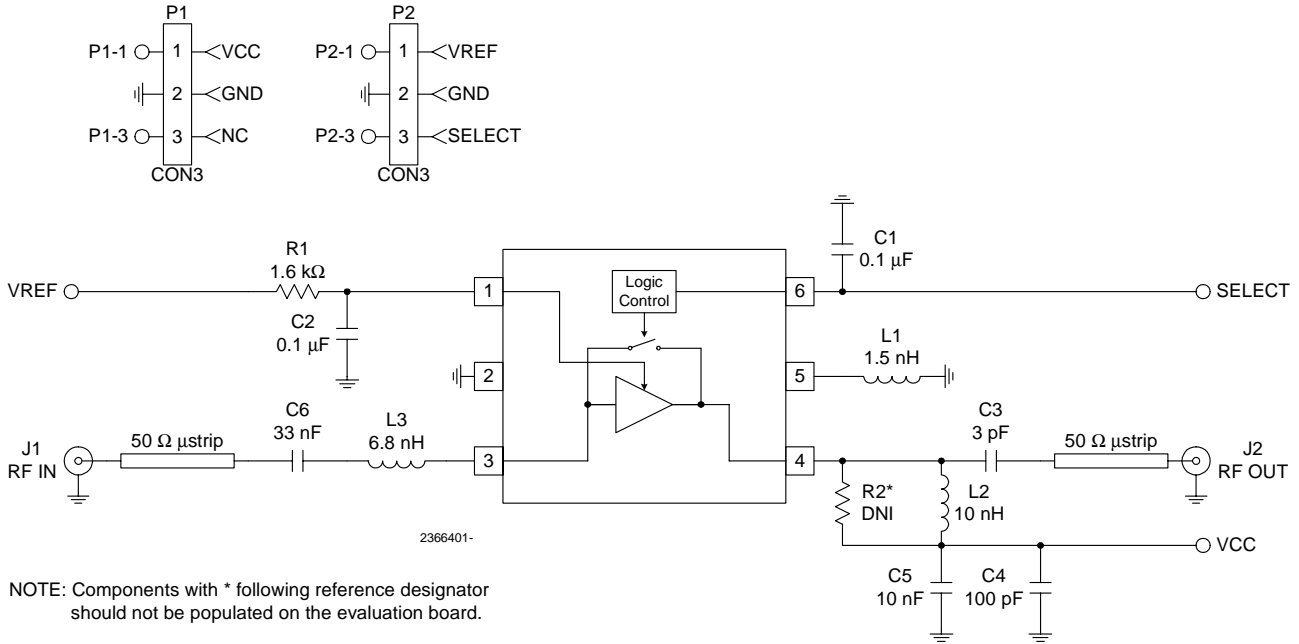 P1
P2
P1-1 1 VCC
P2-1 1 VREF
2 GND
2 GND
P1-3 3 NC
P2-3 3 SELECT
CON3
CON3
C1
0.1 µF
R1
1.6 kΩ
VREF
1
Logic
Control
6
SELECT
C2
0.1 µF
L1
1.5 nH
2
5
C6
33 nF
L3
6.8 nH
C3
3 pF
J1
RF IN
50 Ω µstrip
3
4
50 Ω µstrip
J2
RF OUT
R2*
DNI
L2
10 nH
2366401-
VCC
C5
10 nF
C4
100 pF
NOTE: Components with * following reference designator
should not be populated on the evaluation board.